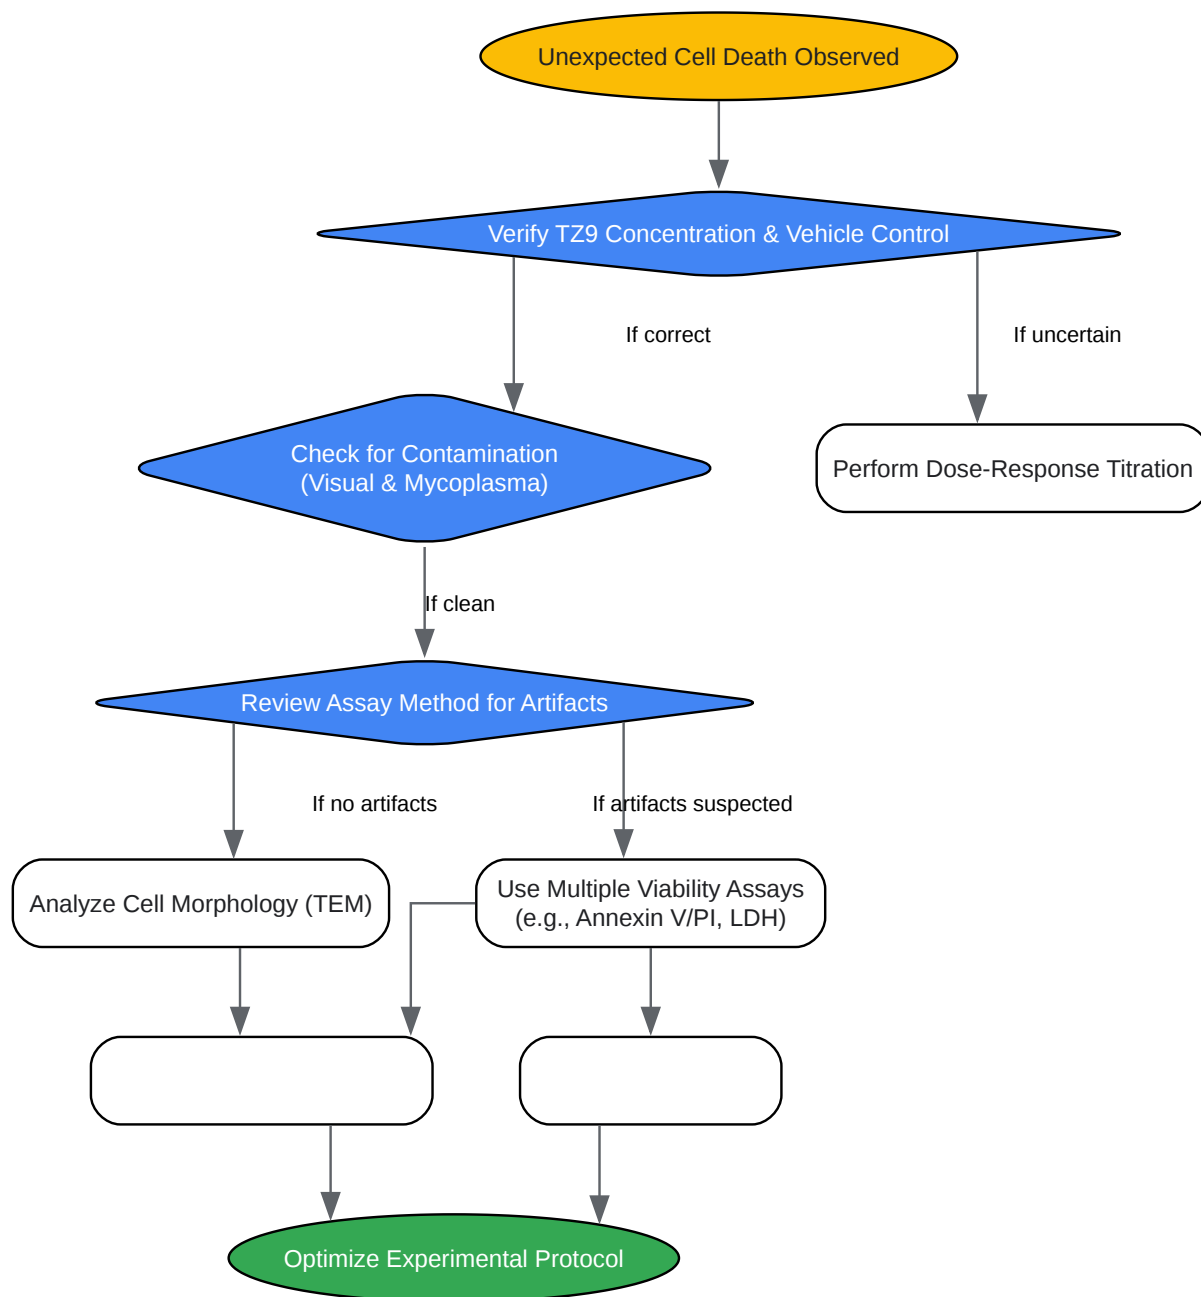 Unexpected Cell Death Observed
Verify TZ9 Concentration & Vehicle Control
If correct
If uncertain
Check for Contamination
(Visual & Mycoplasma)
Perform Dose-Response Titration
If clean
Review Assay Method for Artifacts
If no artifacts
If artifacts suspected
Analyze Cell Morphology (TEM)
Use Multiple Viability Assays
(e.g., Annexin V/PI, LDH)
Optimize Experimental Protocol